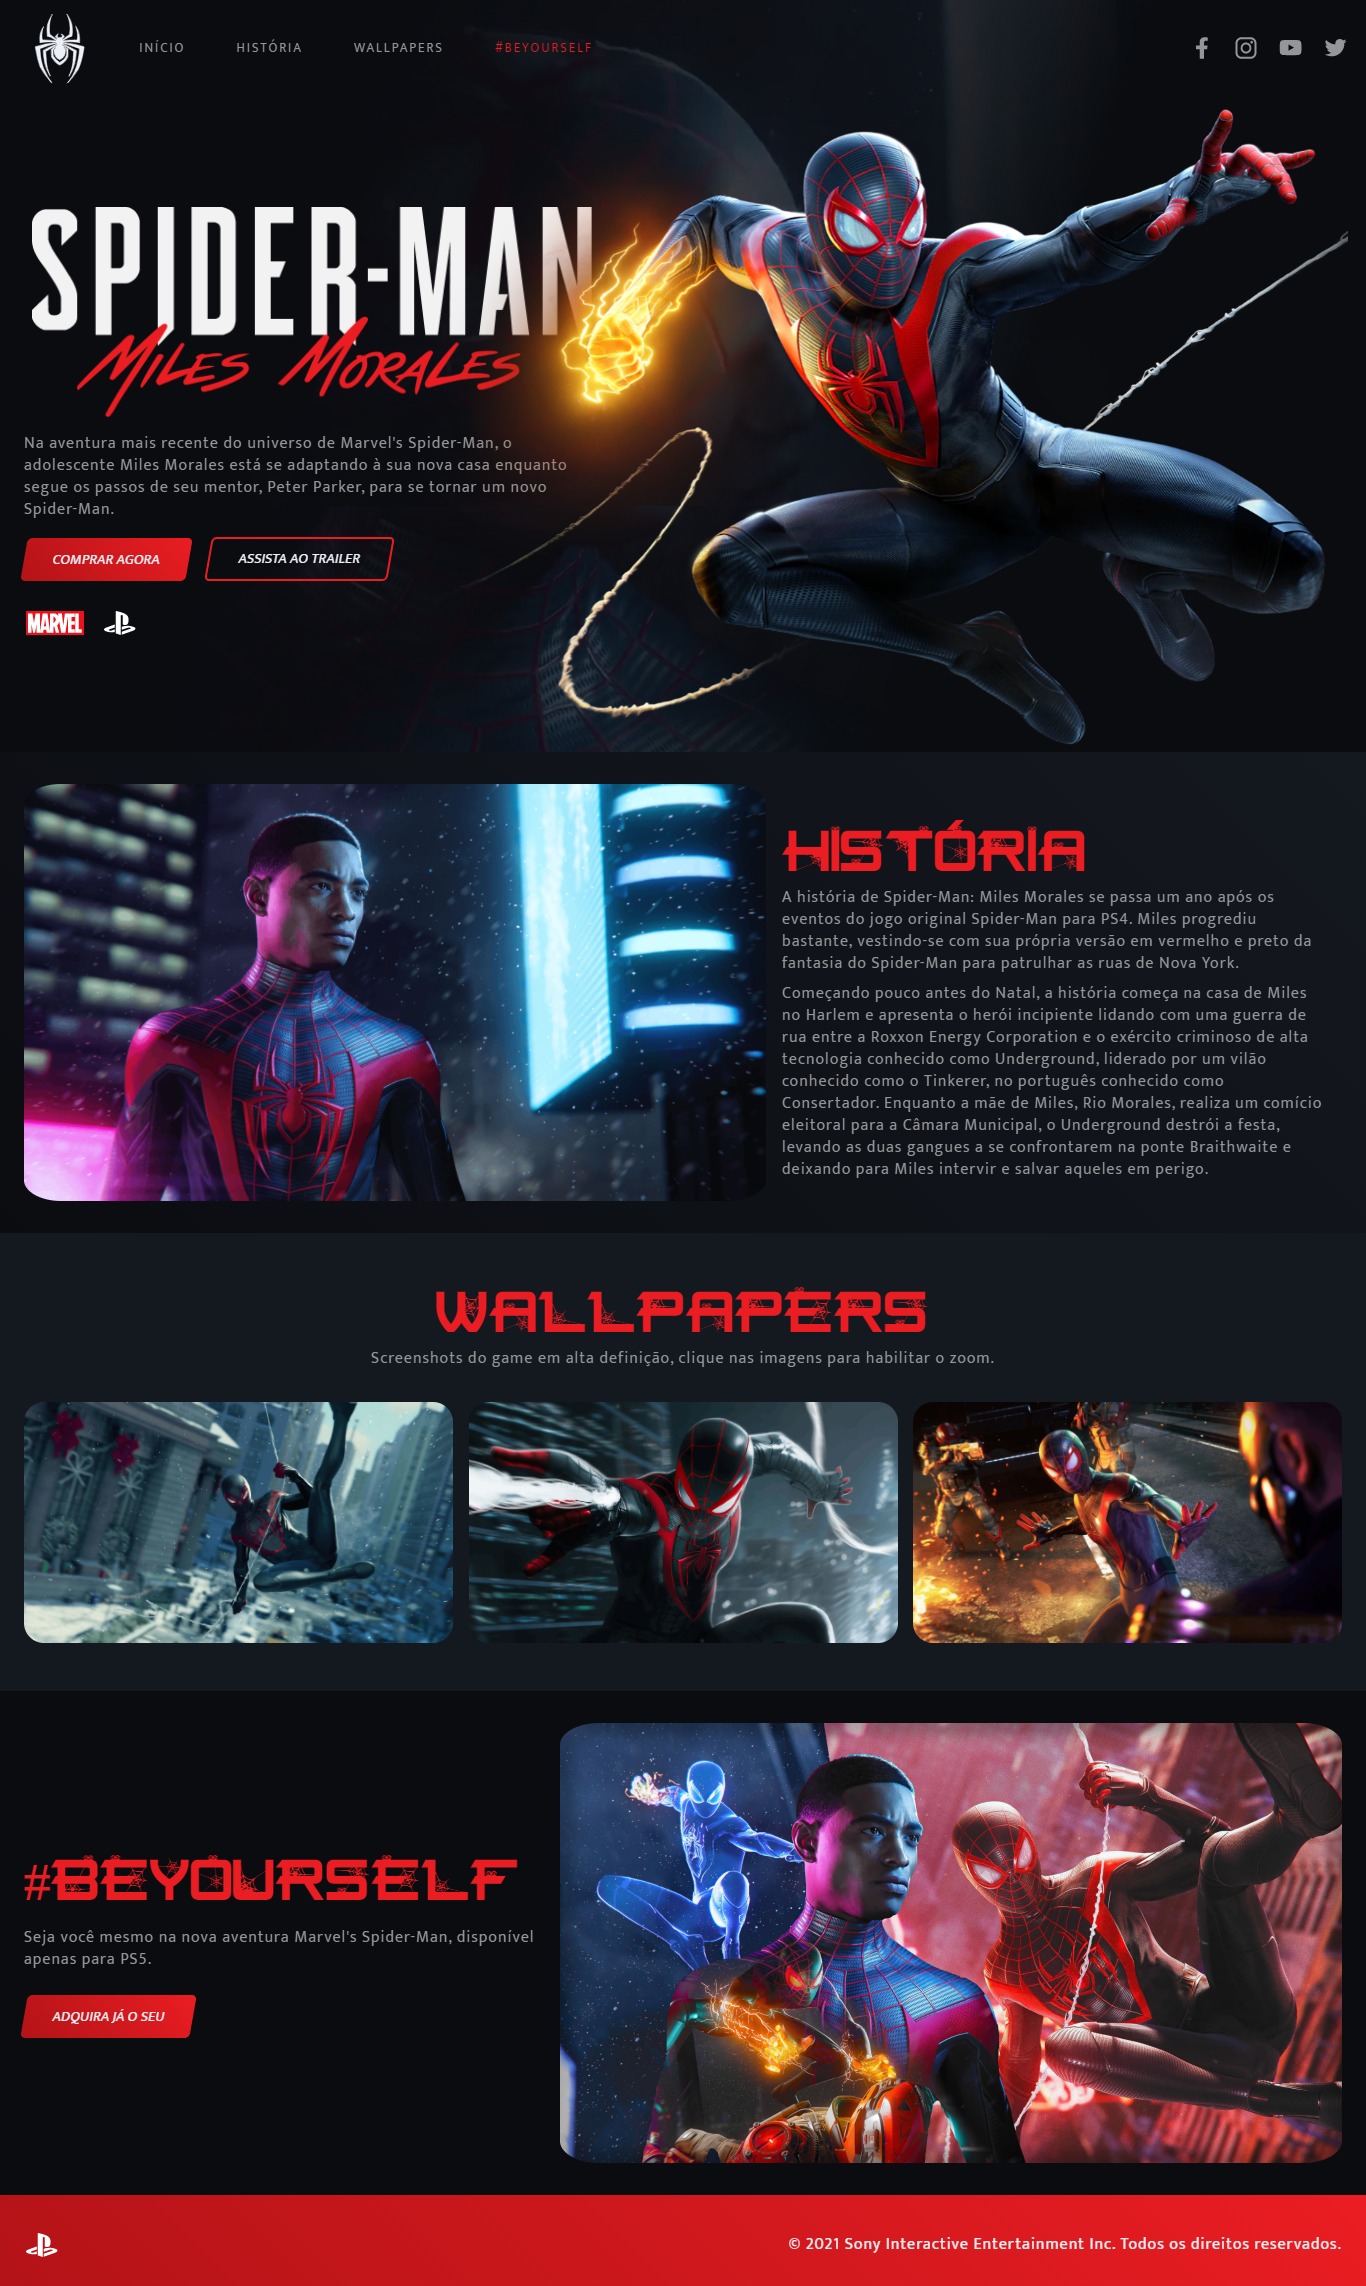 INÍCIO
HISTÓRIA
WALLPAPERS
#BEYOURSELF
SPIDER-MAN
MILES MORALES
Na aventura mais recente do universo de Marvel's Spider-Man, o
adolescente Miles Morales está se adaptando à sua nova casa enquanto
segue os passos de seu mentor, Peter Parker, para se tornar um novo
Spider-Man.
COMPRAR AGORA
ASSISTA AO TRAILER
MARVEL
HISTÓRIA
A história de Spider-Man: Miles Morales se passa um ano após os
eventos do jogo original Spider-Man para PS4. Miles progrediu
bastante, vestindo-se com sua própria versão em vermelho e preto da
fantasia do Spider-Man para patrulhar as ruas de Nova York.
Começando pouco antes do Natal, a história começa na casa de Miles
no Harlem e apresenta o herói incipiente lidando com uma guerra de
rua entre a Roxxon Energy Corporation e o exército criminoso de alta
tecnologia conhecido como Underground, liderado por um vilão
conhecido como o Tinkerer, no português conhecido como
Consertador. Enquanto a mãe de Miles, Rio Morales, realiza um comício
eleitoral para a Câmara Municipal, o Underground destrói a festa,
levando as duas gangues a se confrontarem na ponte Braithwaite e
deixando para Miles intervir e salvar aqueles em perigo.
WALLPAPERS
Screenshots do game em alta definição, clique nas imagens para habilitar o zoom.
#BEYOURSELF
Seja você mesmo na nova aventura Marvel's Spider-Man, disponível
apenas para PS5.
ADQUIRA JÁ O SEU
© 2021 Sony Interactive Entertainment Inc. Todos os direitos reservados.